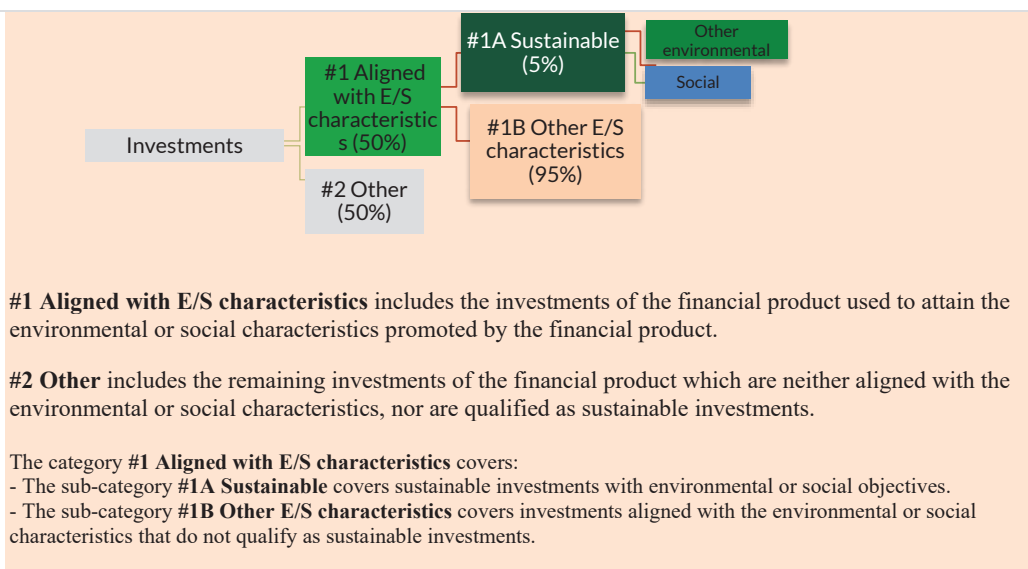 Investments
#1 Aligned
with E/S
characteristic
s (50%)
#2 Other
(50%)
#1A Sustainable
(5%)
#1B Other E/S
characteristics
(95%)
Other
environmental
Social
#1 Aligned with E/S characteristics includes the investments of the financial product used to attain the
environmental or social characteristics promoted by the financial product.
#2 Other includes the remaining investments of the financial product which are neither aligned with the
environmental or social characteristics, nor are qualified as sustainable investments.
The category #1 Aligned with E/S characteristics covers:
- The sub-category #1A Sustainable covers sustainable investments with environmental or social objectives.
- The sub-category #1B Other E/S characteristics covers investments aligned with the environmental or social
characteristics that do not qualify as sustainable investments.